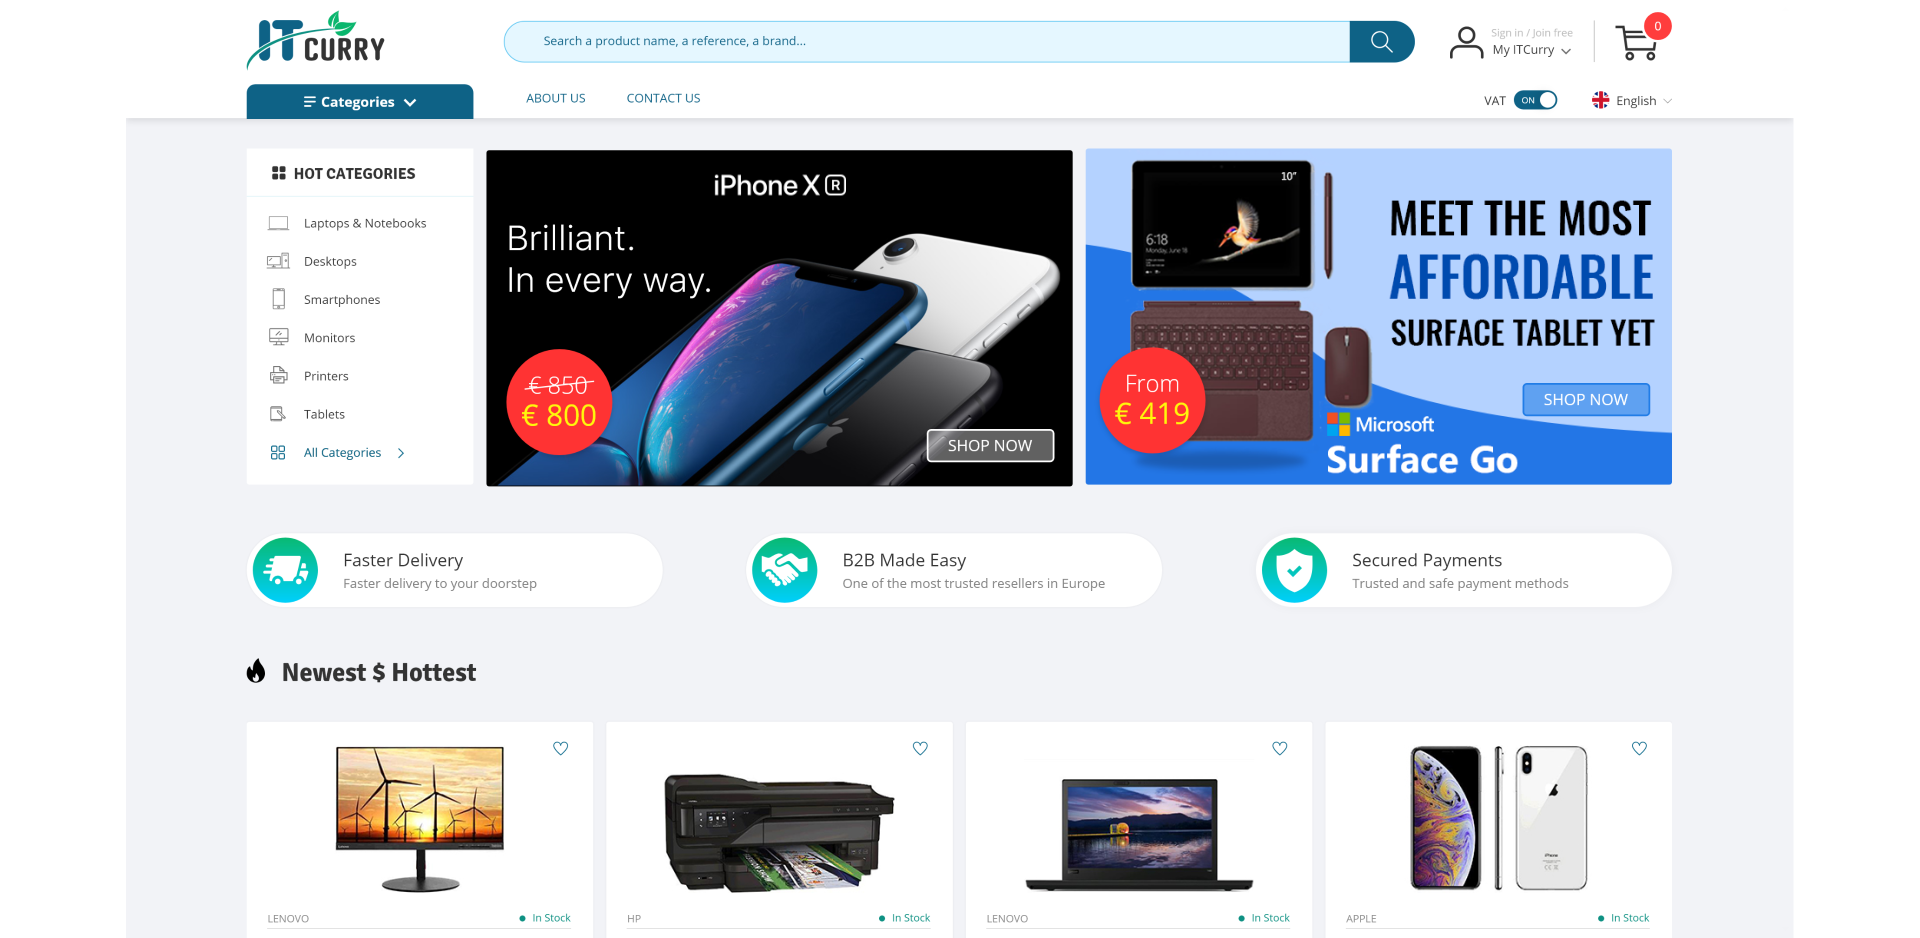 IT CURRY
Search a product name, a reference, a brand...
Sign in / Join free
My ITCurry
0
Categories
ABOUT US
CONTACT US
VAT
ON
English
HOT CATEGORIES
Laptops & Notebooks
Desktops
Smartphones
Monitors
Printers
Tablets
All Categories
iPhone XR
Brilliant.
In every way.
€ 850
€ 800
SHOP NOW
10"
6:18
Monday, June 18
MEET THE MOST
AFFORDABLE
SURFACE TABLET YET
From
€ 419
SHOP NOW
Microsoft
Surface Go
Faster Delivery
Faster delivery to your doorstep
B2B Made Easy
One of the most trusted resellers in Europe
Secured Payments
Trusted and safe payment methods
Newest $ Hottest
iPhone
LENOVO
In Stock
HP
In Stock
LENOVO
In Stock
APPLE
In Stock